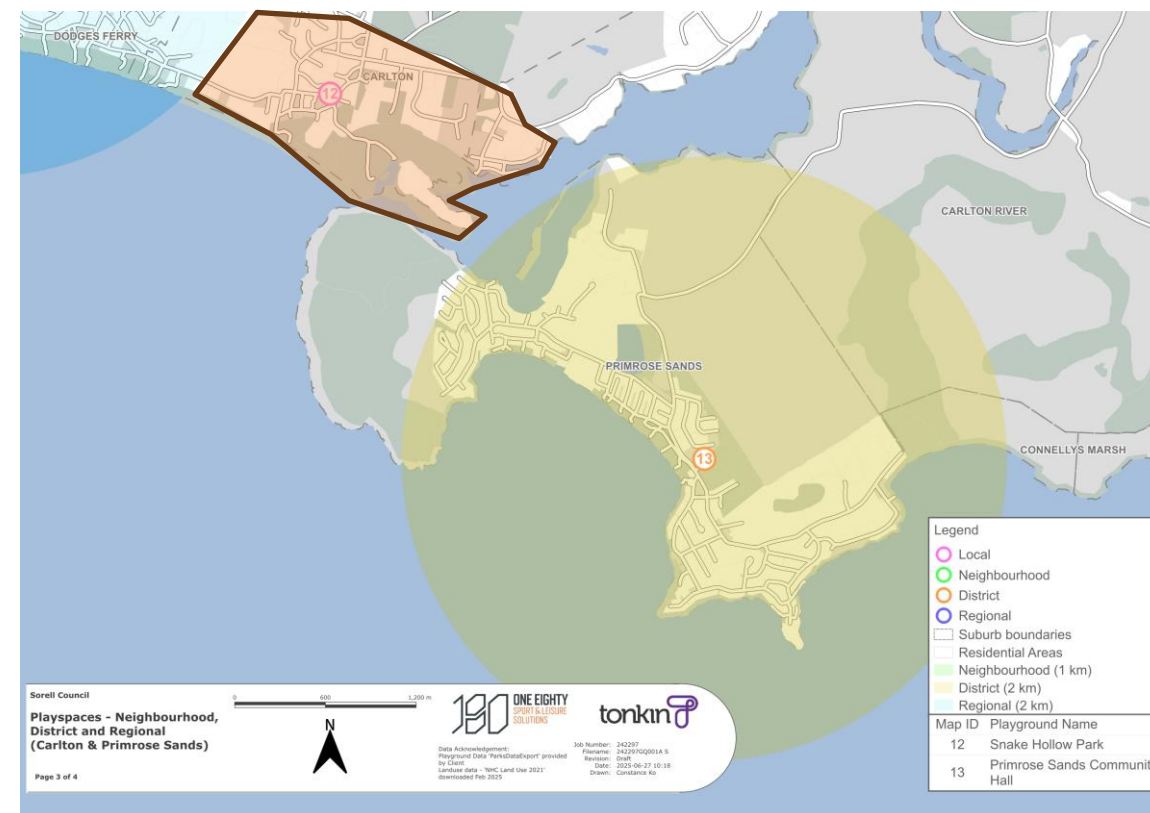 DODGES FERRY
CARLTON
12
CARLTON RIVER
PRIMROSE SANDS
13
CONNELLYS MARSH
Legend
Local
Neighbourhood
District
Regional
Suburb boundaries
Residential Areas
Neighbourhood (1 km)
District (2 km)
Regional (2 km)
Map ID Playground Name
12 Snake Hollow Park
13 Primrose Sands Communit
Hall
Sorell Council
Playspaces - Neighbourhood,
District and Regional
(Carlton & Primrose Sands)
Page 3 of 4
0 600 1,200 m
N
180 ONE EIGHTY
SPORT & LEISURE
SOLUTIONS
tonkin
Data Acknowledgement:
Playground Data 'ParksDataExport' provided
by Client
Landuse data - 'NHC Land Use 2021'
downloaded Feb 2025
Job Number: 242297
Filename: 242297GQ001A S
Revision: Draft
Date: 2025-06-27 10:18
Drawn: Constance Ko